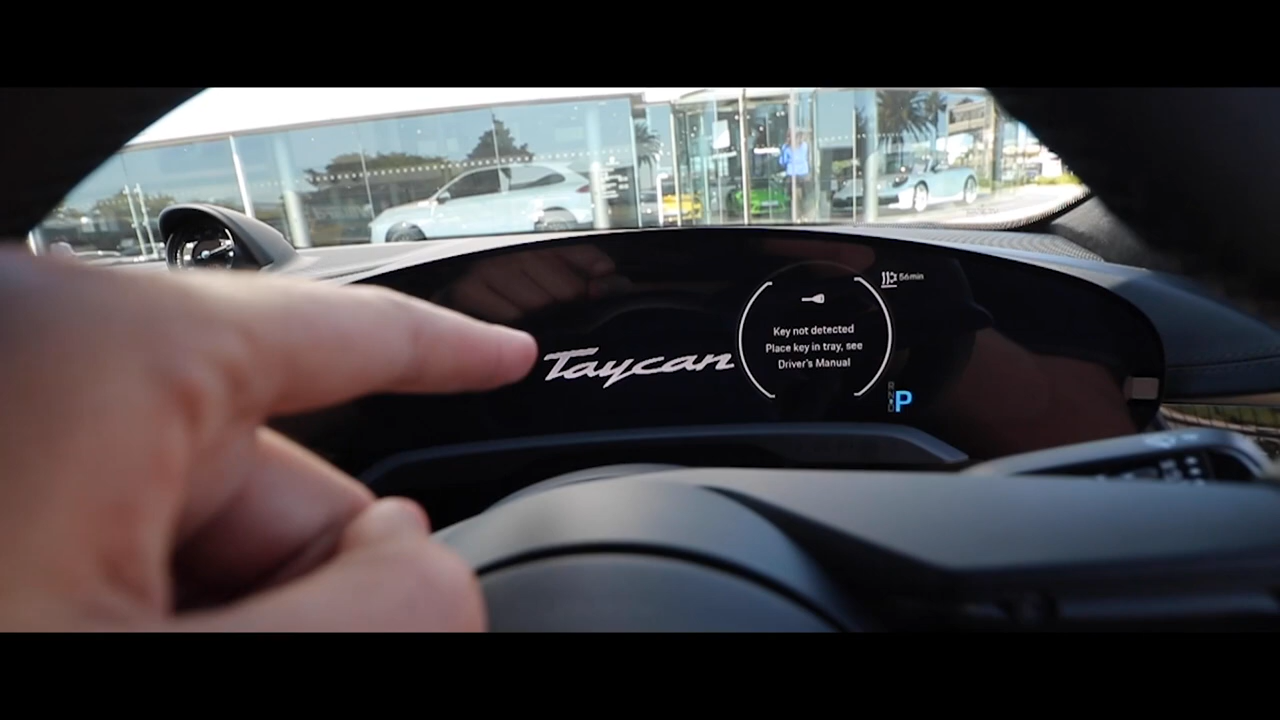 56min
Key not detected
Place key in tray, see
Driver's Manual
Taycan
R
N
D
P